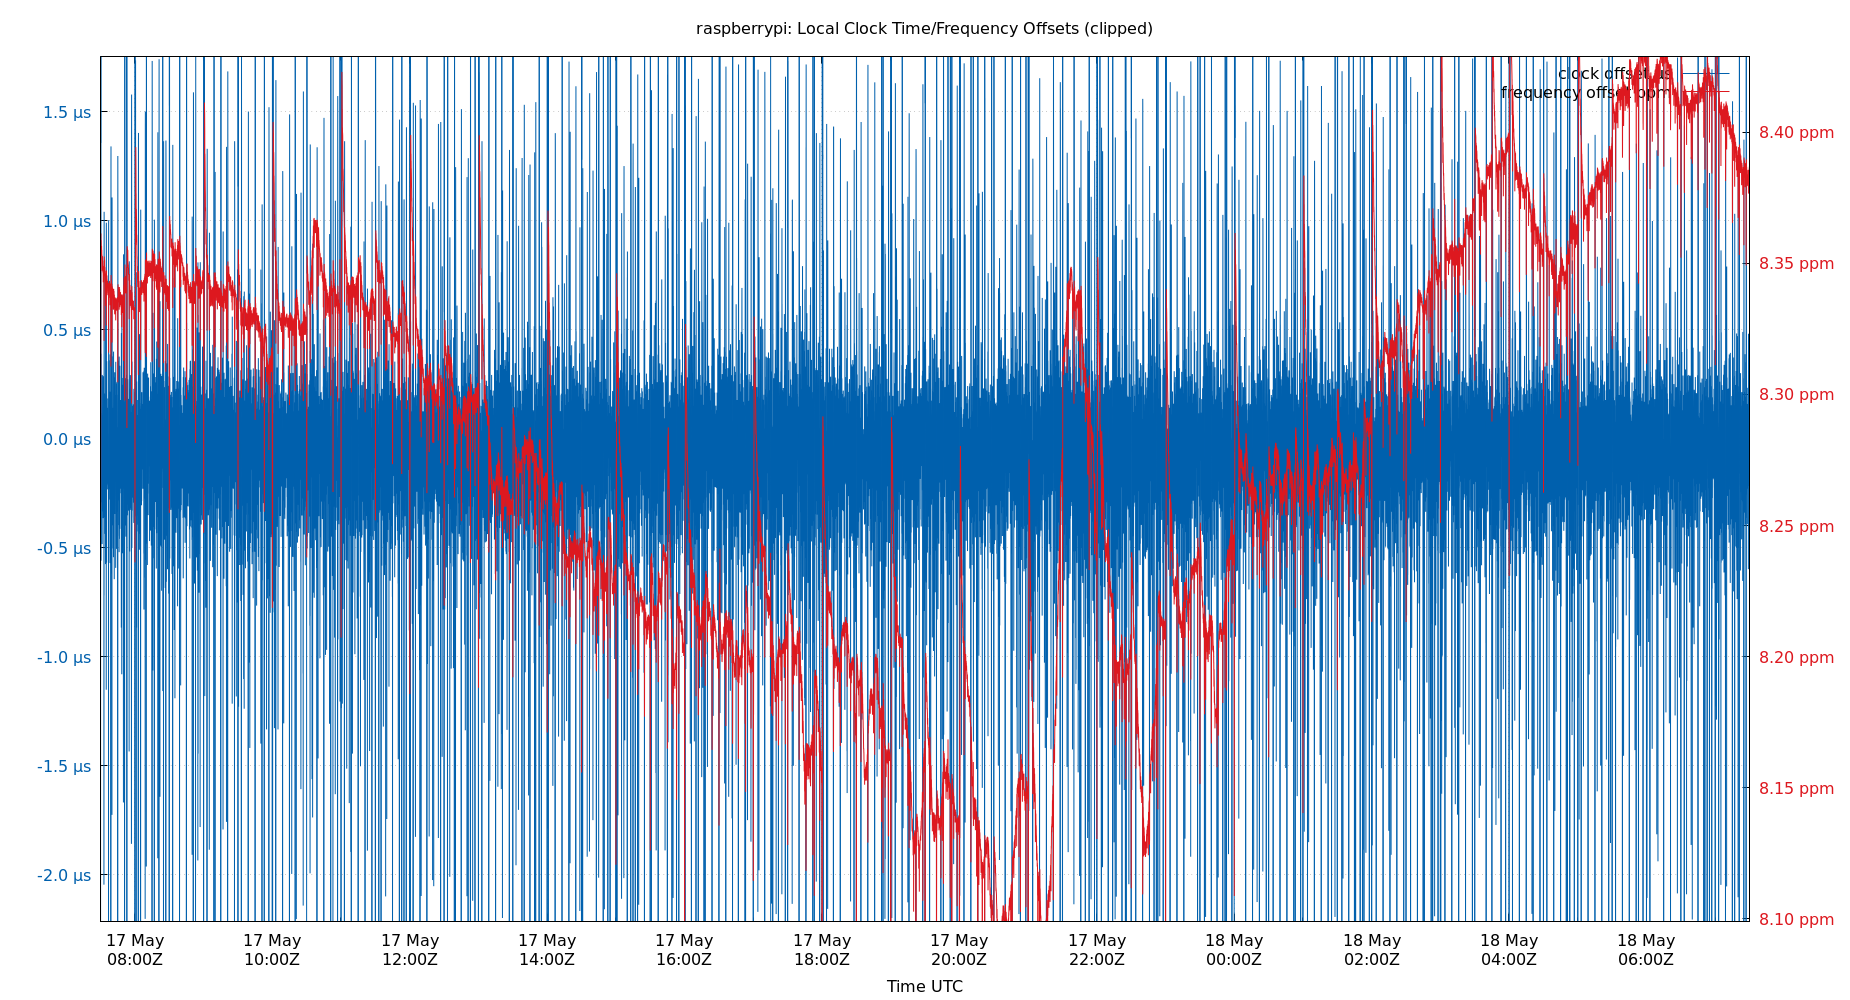 raspberrypi: Local Clock Time/Frequency Offsets (clipped)
clock offset µs
frequency offset ppm
1.5 µs
1.0 µs
0.5 µs
0.0 µs
-0.5 µs
-1.0 µs
-1.5 µs
-2.0 µs
8.40 ppm
8.35 ppm
8.30 ppm
8.25 ppm
8.20 ppm
8.15 ppm
8.10 ppm
17 May 17 May 17 May 17 May 17 May 17 May 17 May 17 May 18 May 18 May 18 May 18 May
08:00Z 10:00Z 12:00Z 14:00Z 16:00Z 18:00Z 20:00Z 22:00Z 00:00Z 02:00Z 04:00Z 06:00Z
Time UTC